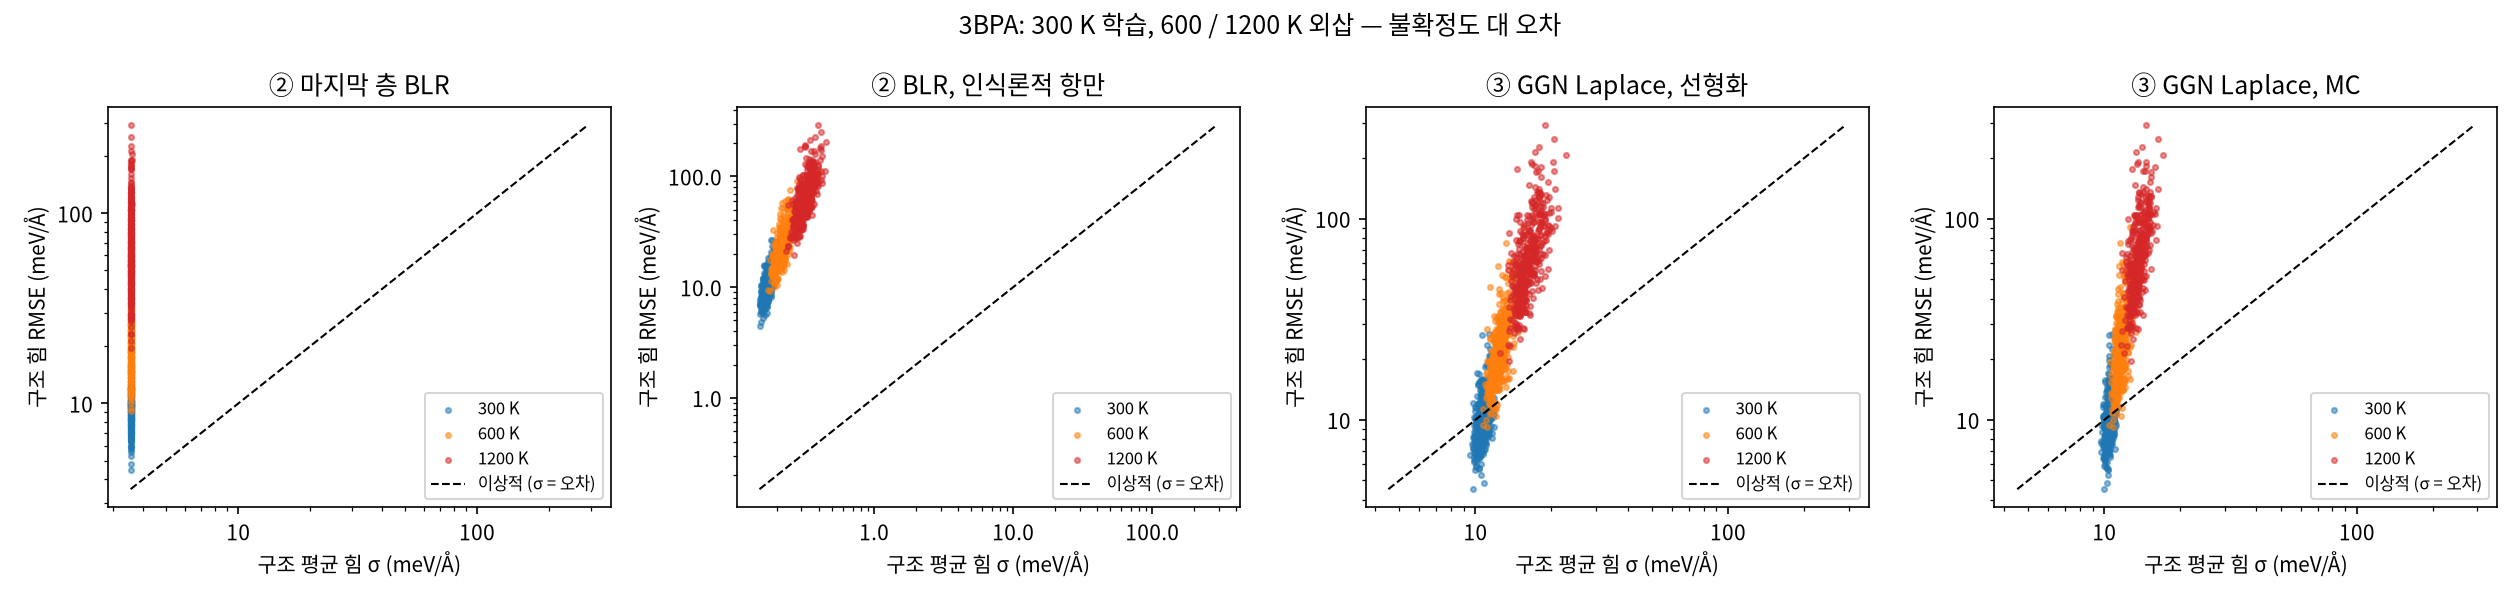 3BPA: 300 K 학습, 600 / 1200 K 외삽 — 불확정도 대 오차
② 마지막 층 BLR
구조 힘 RMSE (meV/Å)
100
10
10
100
구조 평균 힘 σ (meV/Å)
300 K
600 K
1200 K
이상적 (σ = 오차)
② BLR, 인식론적 항만
구조 힘 RMSE (meV/Å)
100.0
10.0
1.0
1.0
10.0
100.0
구조 평균 힘 σ (meV/Å)
300 K
600 K
1200 K
이상적 (σ = 오차)
③ GGN Laplace, 선형화
구조 힘 RMSE (meV/Å)
100
10
10
100
구조 평균 힘 σ (meV/Å)
300 K
600 K
1200 K
이상적 (σ = 오차)
③ GGN Laplace, MC
구조 힘 RMSE (meV/Å)
100
10
10
100
구조 평균 힘 σ (meV/Å)
300 K
600 K
1200 K
이상적 (σ = 오차)